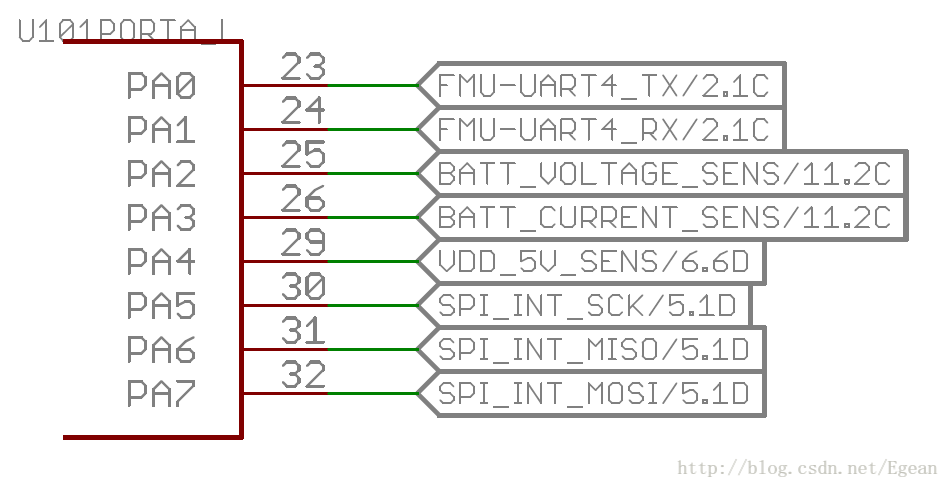 U101PORTA_L
PA0 23 FMU-UART4_TX/2.1C
PA1 24 FMU-UART4_RX/2.1C
PA2 25 BATT_VOLTAGE_SENS/11.2C
PA3 26 BATT_CURRENT_SENS/11.2C
PA4 29 VDD_5V_SENS/6.6D
PA5 30 SPI_INT_SCK/5.1D
PA6 31 SPI_INT_MISO/5.1D
PA7 32 SPI_INT_MOSI/5.1D
http://blog.csdn.net/Egean